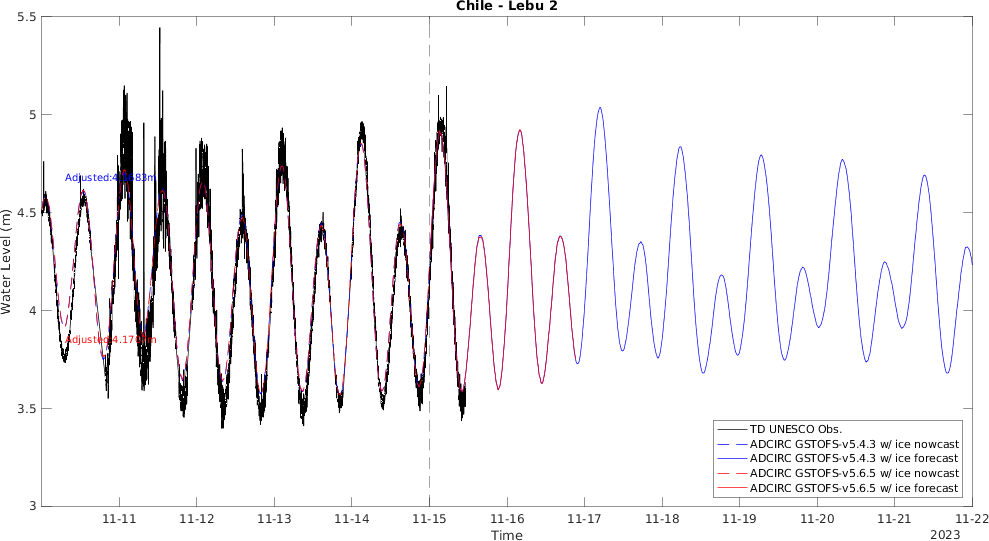 Chile - Lebu 2
5.5
5
4.5
4
3.5
3
Water Level (m)
Adjusted:
Adjusted:4.17
11-11
11-12
11-13
11-14
11-15
11-16
11-17
11-18
11-19
11-20
11-21
11-22
2023
Time
TD UNESCO Obs.
ADCIRC GSTOFS-v5.4.3 w/ ice nowcast
ADCIRC GSTOFS-v5.4.3 w/ ice forecast
ADCIRC GSTOFS-v5.6.5 w/ ice nowcast
ADCIRC GSTOFS-v5.6.5 w/ ice forecast